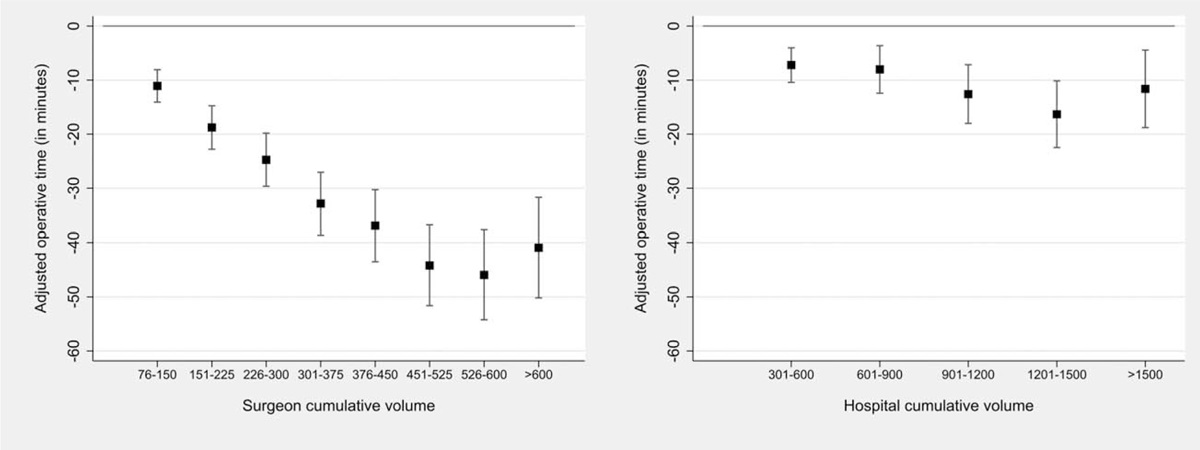 Adjusted operative time (in minutes)
0
-10
-20
-30
-40
-50
-60
76-150 151-225 226-300 301-375 376-450 451-525 526-600 >600
Surgeon cumulative volume
Adjusted operative time (in minutes)
0
-10
-20
-30
-40
-50
-60
301-600 601-900 901-1200 1201-1500 >1500
Hospital cumulative volume